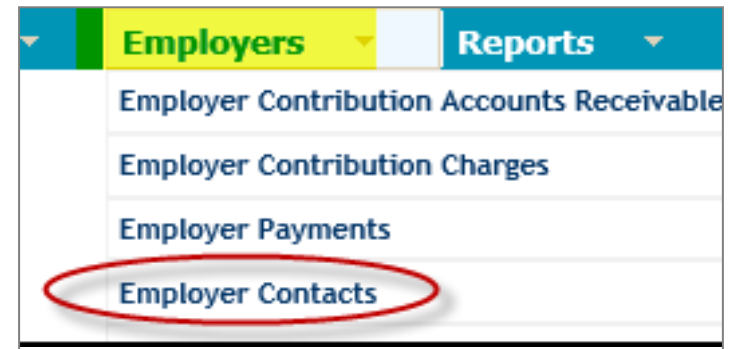 Employers Reports
Employer Contribution Accounts Receivable
Employer Contribution Charges
Employer Payments
Employer Contacts